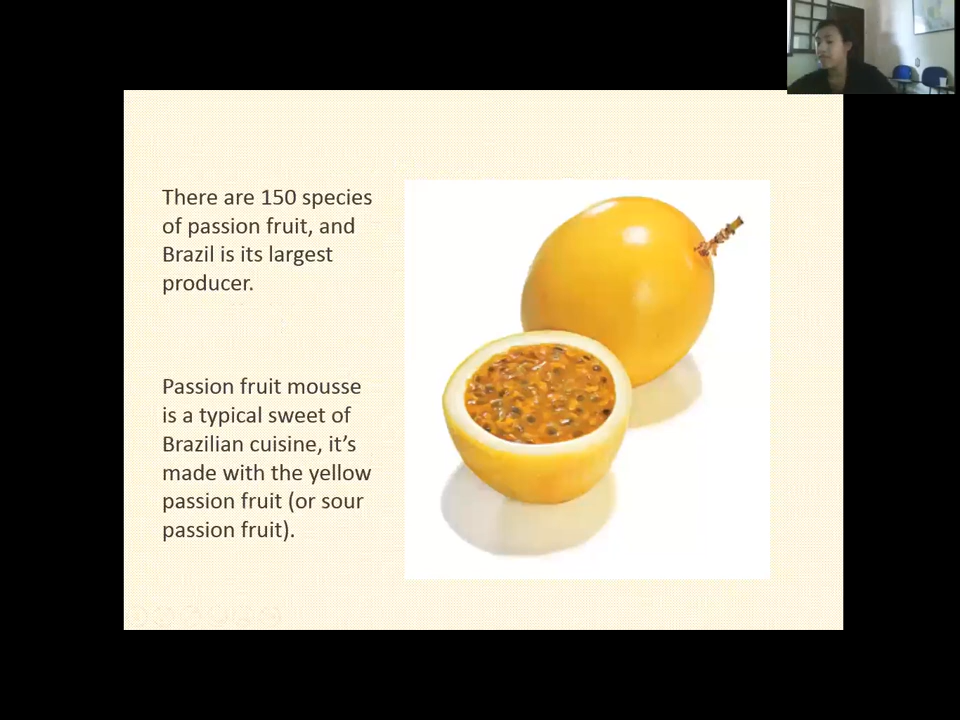 There are 150 species
of passion fruit, and
Brazil is its largest
producer.
Passion fruit mousse
is a typical sweet of
Brazilian cuisine, it’s
made with the yellow
passion fruit (or sour
passion fruit).